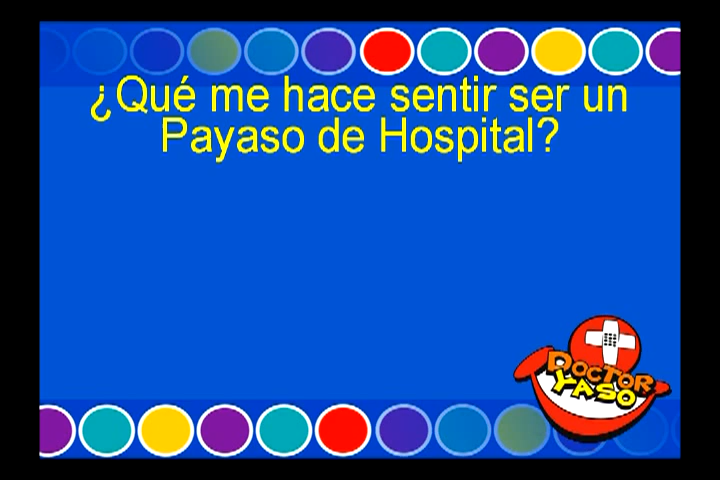 ¿Qué me hace sentir ser un
Payaso de Hospital?
DOCTOR
YASO